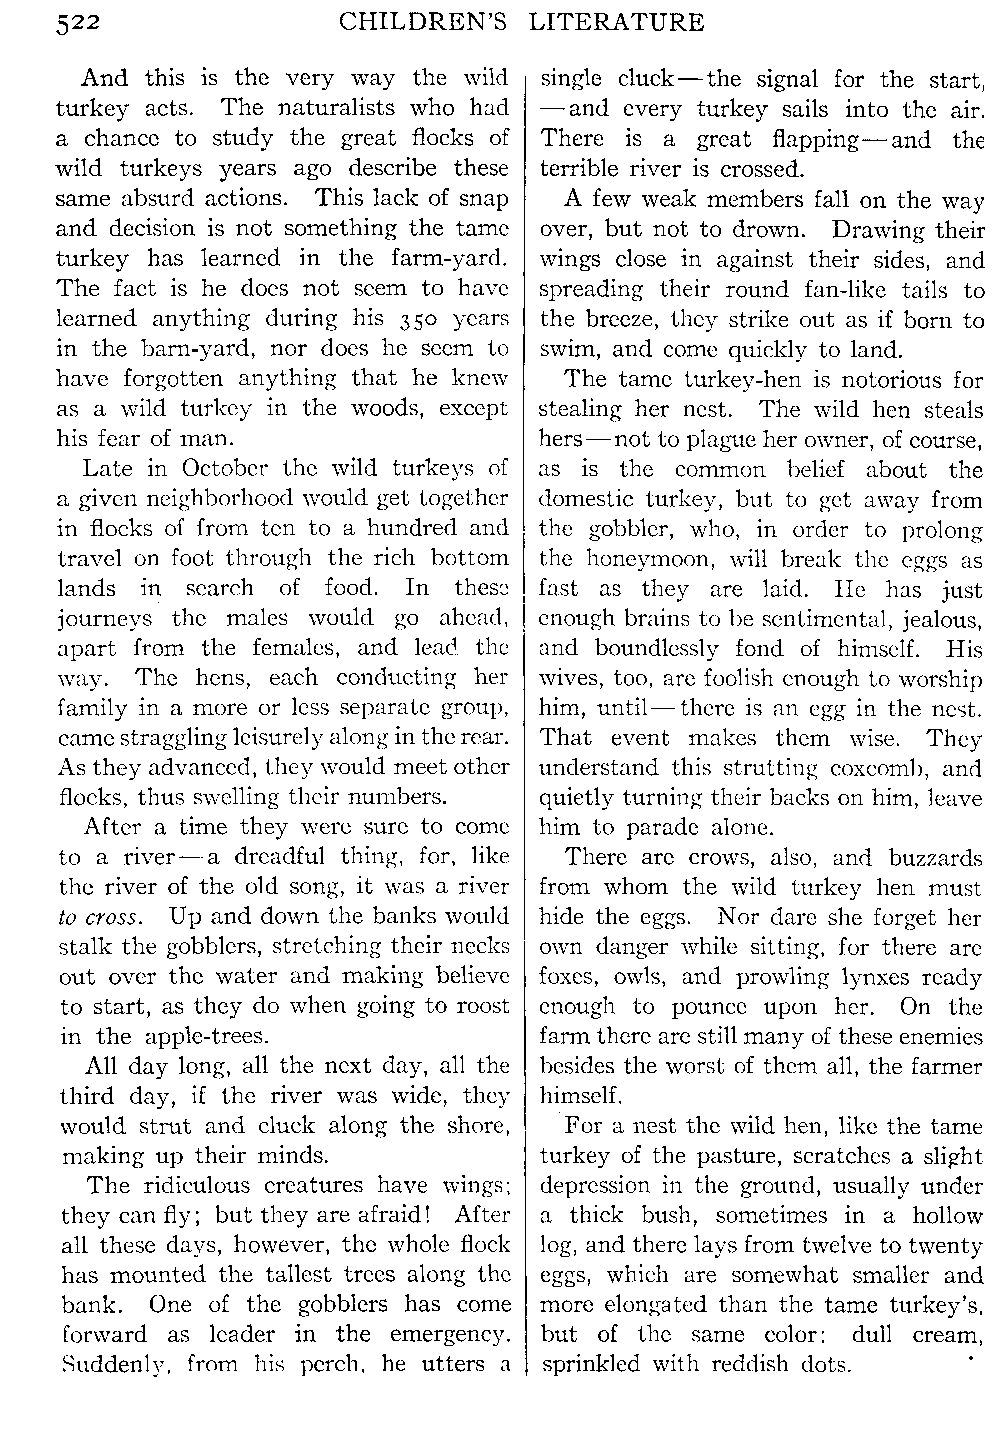 522 CHILDREN'S LITERATURE
And this is the very way the wild
turkey acts. The naturalists who had
a chance to study the great flocks of
wild turkeys years ago describe these
same absurd actions. This lack of snap
and decision is not something the tame
turkey has learned in the farm-yard.
The fact is he does not seem to have
learned anything during his 350 years
in the barn-yard, nor does he seem to
have forgotten anything that he knew
as a wild turkey in the woods, except
his fear of man.
Late in October the wild turkeys of
a given neighborhood would get together
in flocks of from ten to a hundred and
travel on foot through the rich bottom
lands in search of food. In these
journeys the males would go ahead,
apart from the females, and lead the
way. The hens, each conducting her
family in a more or less separate group,
came straggling leisurely along in the rear.
As they advanced, they would meet other
flocks, thus swelling their numbers.
After a time they were sure to come
to a river—a dreadful thing, for, like
the river of the old song, it was a river
to cross. Up and down the banks would
stalk the gobblers, stretching their necks
out over the water and making believe
to start, as they do when going to roost
in the apple-trees.
All day long, all the next day, all the
third day, if the river was wide, they
would strut and cluck along the shore,
making up their minds.
The ridiculous creatures have wings;
they can fly; but they are afraid! After
all these days, however, the whole flock
has mounted the tallest trees along the
bank. One of the gobblers has come
forward as leader in the emergency.
Suddenly, from his perch, he utters a
single cluck—the signal for the start,
—and every turkey sails into the air.
There is a great flapping—and the
terrible river is crossed.
A few weak members fall on the way
over, but not to drown. Drawing their
wings close in against their sides, and
spreading their round fan-like tails to
the breeze, they strike out as if born to
swim, and come quickly to land.
The tame turkey-hen is notorious for
stealing her nest. The wild hen steals
hers—not to plague her owner, of course,
as is the common belief about the
domestic turkey, but to get away from
the gobbler, who, in order to prolong
the honeymoon, will break the eggs as
fast as they are laid. He has just
enough brains to be sentimental, jealous,
and boundlessly fond of himself. His
wives, too, are foolish enough to worship
him, until—there is an egg in the nest.
That event makes them wise. They
understand this strutting coxcomb, and
quietly turning their backs on him, leave
him to parade alone.
There are crows, also, and buzzards
from whom the wild turkey hen must
hide the eggs. Nor dare she forget her
own danger while sitting, for there are
foxes, owls, and prowling lynxes ready
enough to pounce upon her. On the
farm there are still many of these enemies
besides the worst of them all, the farmer
himself.
For a nest the wild hen, like the tame
turkey of the pasture, scratches a slight
depression in the ground, usually under
a thick bush, sometimes in a hollow
log, and there lays from twelve to twenty
eggs, which are somewhat smaller and
more elongated than the tame turkey's,
but of the same color: dull cream,
sprinkled with reddish dots.